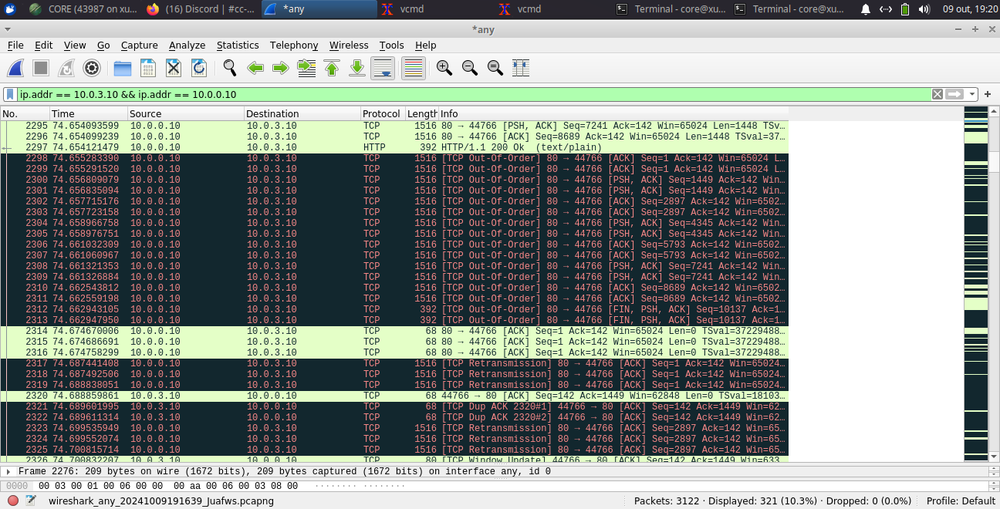 CORE (43987 on xu...
(16) Discord | #cc-...
*any
vcmd
vcmd
Terminal - core@xu...
Terminal - core@xu...
09 out, 19:20
*any
File Edit View Go Capture Analyze Statistics Telephony Wireless Tools Help
ip.addr == 10.0.3.10 && ip.addr == 10.0.0.10
No. Time Source Destination Protocol Length Info
2295 74.654093599 10.0.0.10 10.0.3.10 TCP 1516 80 → 44766 [PSH, ACK] Seq=7241 Ack=142 Win=65024 Len=1448 TSv…
2296 74.654099239 10.0.0.10 10.0.3.10 TCP 1516 80 → 44766 [ACK] Seq=8689 Ack=142 Win=65024 Len=1448 TSval=37…
2297 74.654121479 10.0.0.10 10.0.3.10 HTTP 392 HTTP/1.1 200 Ok (text/plain)
2298 74.655283390 10.0.0.10 10.0.3.10 TCP 1516 [TCP Out-Of-Order] 80 → 44766 [ACK] Seq=1 Ack=142 Win=65024 L…
2299 74.655291520 10.0.0.10 10.0.3.10 TCP 1516 [TCP Out-Of-Order] 80 → 44766 [ACK] Seq=1 Ack=142 Win=65024 L…
2300 74.656809079 10.0.0.10 10.0.3.10 TCP 1516 [TCP Out-Of-Order] 80 → 44766 [PSH, ACK] Seq=1449 Ack=142 Win…
2301 74.656835094 10.0.0.10 10.0.3.10 TCP 1516 [TCP Out-Of-Order] 80 → 44766 [PSH, ACK] Seq=1449 Ack=142 Win…
2302 74.657715176 10.0.0.10 10.0.3.10 TCP 1516 [TCP Out-Of-Order] 80 → 44766 [ACK] Seq=2897 Ack=142 Win=6502…
2303 74.657723158 10.0.0.10 10.0.3.10 TCP 1516 [TCP Out-Of-Order] 80 → 44766 [ACK] Seq=2897 Ack=142 Win=6502…
2304 74.658966758 10.0.0.10 10.0.3.10 TCP 1516 [TCP Out-Of-Order] 80 → 44766 [PSH, ACK] Seq=4345 Ack=142 Win…
2305 74.658976751 10.0.0.10 10.0.3.10 TCP 1516 [TCP Out-Of-Order] 80 → 44766 [PSH, ACK] Seq=4345 Ack=142 Win…
2306 74.661032309 10.0.0.10 10.0.3.10 TCP 1516 [TCP Out-Of-Order] 80 → 44766 [ACK] Seq=5793 Ack=142 Win=6502…
2307 74.661060967 10.0.0.10 10.0.3.10 TCP 1516 [TCP Out-Of-Order] 80 → 44766 [ACK] Seq=5793 Ack=142 Win=6502…
2308 74.661321353 10.0.0.10 10.0.3.10 TCP 1516 [TCP Out-Of-Order] 80 → 44766 [PSH, ACK] Seq=7241 Ack=142 Win…
2309 74.661326884 10.0.0.10 10.0.3.10 TCP 1516 [TCP Out-Of-Order] 80 → 44766 [PSH, ACK] Seq=7241 Ack=142 Win…
2310 74.662543812 10.0.0.10 10.0.3.10 TCP 1516 [TCP Out-Of-Order] 80 → 44766 [ACK] Seq=8689 Ack=142 Win=6502…
2311 74.662559198 10.0.0.10 10.0.3.10 TCP 1516 [TCP Out-Of-Order] 80 → 44766 [ACK] Seq=8689 Ack=142 Win=6502…
2312 74.662943105 10.0.0.10 10.0.3.10 TCP 392 [TCP Out-Of-Order] 80 → 44766 [FIN, PSH, ACK] Seq=10137 Ack=1…
2313 74.662947950 10.0.0.10 10.0.3.10 TCP 392 [TCP Out-Of-Order] 80 → 44766 [FIN, PSH, ACK] Seq=10137 Ack=1…
2314 74.674670006 10.0.0.10 10.0.3.10 TCP 68 80 → 44766 [ACK] Seq=1 Ack=142 Win=65024 Len=0 TSval=37229488…
2315 74.674686691 10.0.0.10 10.0.3.10 TCP 68 80 → 44766 [ACK] Seq=1 Ack=142 Win=65024 Len=0 TSval=37229488…
2316 74.674758299 10.0.0.10 10.0.3.10 TCP 68 80 → 44766 [ACK] Seq=1 Ack=142 Win=65024 Len=0 TSval=37229488…
2317 74.687441408 10.0.0.10 10.0.3.10 TCP 1516 [TCP Retransmission] 80 → 44766 [ACK] Seq=1 Ack=142 Win=65024…
2318 74.687492506 10.0.0.10 10.0.3.10 TCP 1516 [TCP Retransmission] 80 → 44766 [ACK] Seq=1 Ack=142 Win=65024…
2319 74.688838051 10.0.0.10 10.0.3.10 TCP 1516 [TCP Retransmission] 80 → 44766 [ACK] Seq=1 Ack=142 Win=65024…
2320 74.688859861 10.0.3.10 10.0.0.10 TCP 68 44766 → 80 [ACK] Seq=142 Ack=1449 Win=62848 Len=0 TSval=18103…
2321 74.689601995 10.0.3.10 10.0.0.10 TCP 68 [TCP Dup ACK 2320#1] 44766 → 80 [ACK] Seq=142 Ack=1449 Win=62…
2322 74.689611314 10.0.3.10 10.0.0.10 TCP 68 [TCP Dup ACK 2320#2] 44766 → 80 [ACK] Seq=142 Ack=1449 Win=62…
2323 74.699535949 10.0.0.10 10.0.3.10 TCP 1516 [TCP Retransmission] 80 → 44766 [ACK] Seq=2897 Ack=142 Win=65…
2324 74.699552074 10.0.0.10 10.0.3.10 TCP 1516 [TCP Retransmission] 80 → 44766 [ACK] Seq=2897 Ack=142 Win=65…
2325 74.700815714 10.0.0.10 10.0.3.10 TCP 1516 [TCP Retransmission] 80 → 44766 [ACK] Seq=2897 Ack=142 Win=65…
2326 74.700832207 10.0.3.10 10.0.0.10 TCP 80 [TCP Window Update] 44766 → 80 [ACK] Seq=142 Ack=1449 Win=633…
Frame 2276: 209 bytes on wire (1672 bits), 209 bytes captured (1672 bits) on interface any, id 0
0000 00 03 00 01 00 06 00 00 00 aa 00 06 00 03 08 00 ········ ········
wireshark_any_20241009191639_Juafws.pcapng
Packets: 3122 · Displayed: 321 (10.3%) · Dropped: 0 (0.0%)
Profile: Default